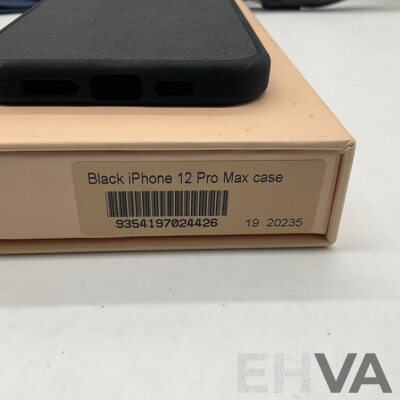 Black iPhone 12 Pro Max case
9354197024426 19 20235
EHVA